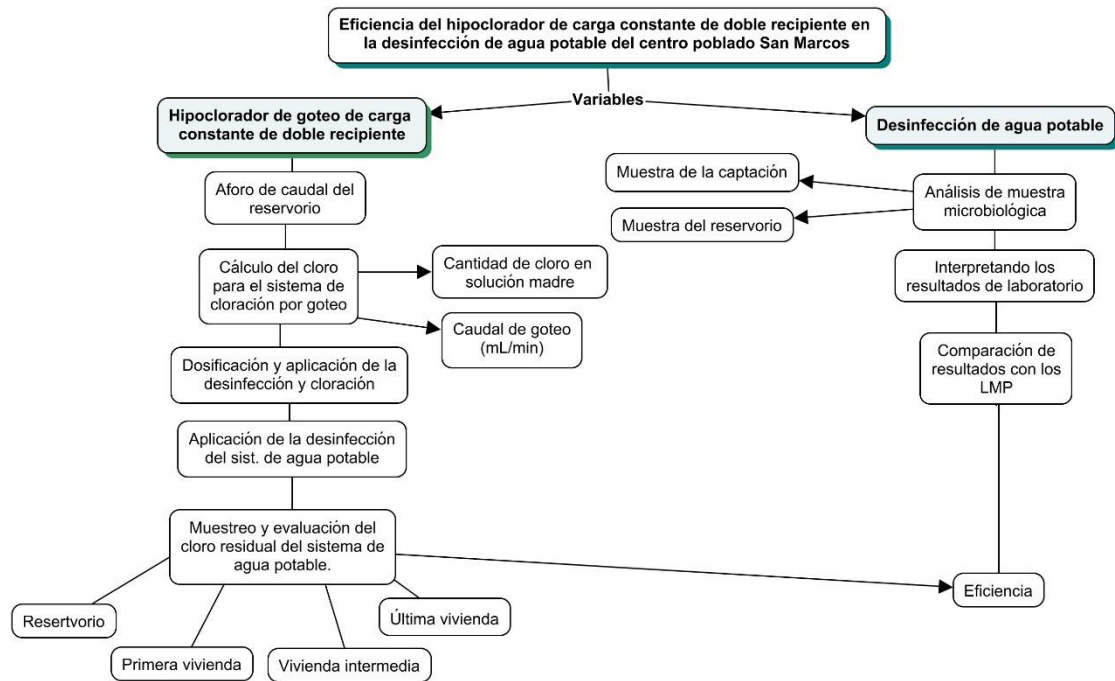 Eficiencia del hipoclorador de carga constante de doble recipiente en
la desinfección de agua potable del centro poblado San Marcos
Variables
Hipoclorador de goteo de carga
constante de doble recipiente
Desinfección de agua potable
Aforo de caudal del
reservorio
Muestra de la captación
Análisis de muestra
microbiológica
Muestra del reservorio
Cálculo del cloro
para el sistema de
cloración por goteo
Cantidad de cloro en
solución madre
Interpretando los
resultados de laboratorio
Caudal de goteo
(mL/min)
Dosificación y aplicación de la
desinfección y cloración
Comparación de
resultados con los
LMP
Aplicación de la desinfección
del sist. de agua potable
Muestreo y evaluación del
cloro residual del sistema de
agua potable.
Eficiencia
Resertvorio
Última vivienda
Primera vivienda
Vivienda intermedia